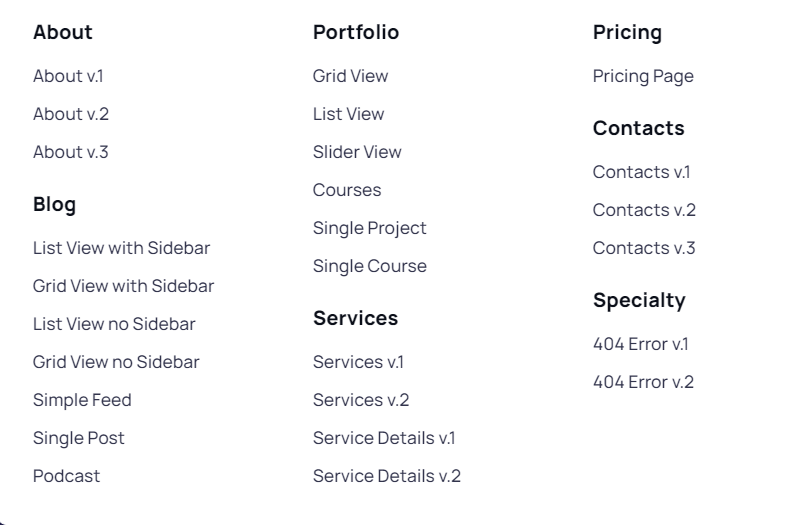 About
About v.1
About v.2
About v.3
Blog
List View with Sidebar
Grid View with Sidebar
List View no Sidebar
Grid View no Sidebar
Simple Feed
Single Post
Podcast
Portfolio
Grid View
List View
Slider View
Courses
Single Project
Single Course
Services
Services v.1
Services v.2
Service Details v.1
Service Details v.2
Pricing
Pricing Page
Contacts
Contacts v.1
Contacts v.2
Contacts v.3
Specialty
404 Error v.1
404 Error v.2